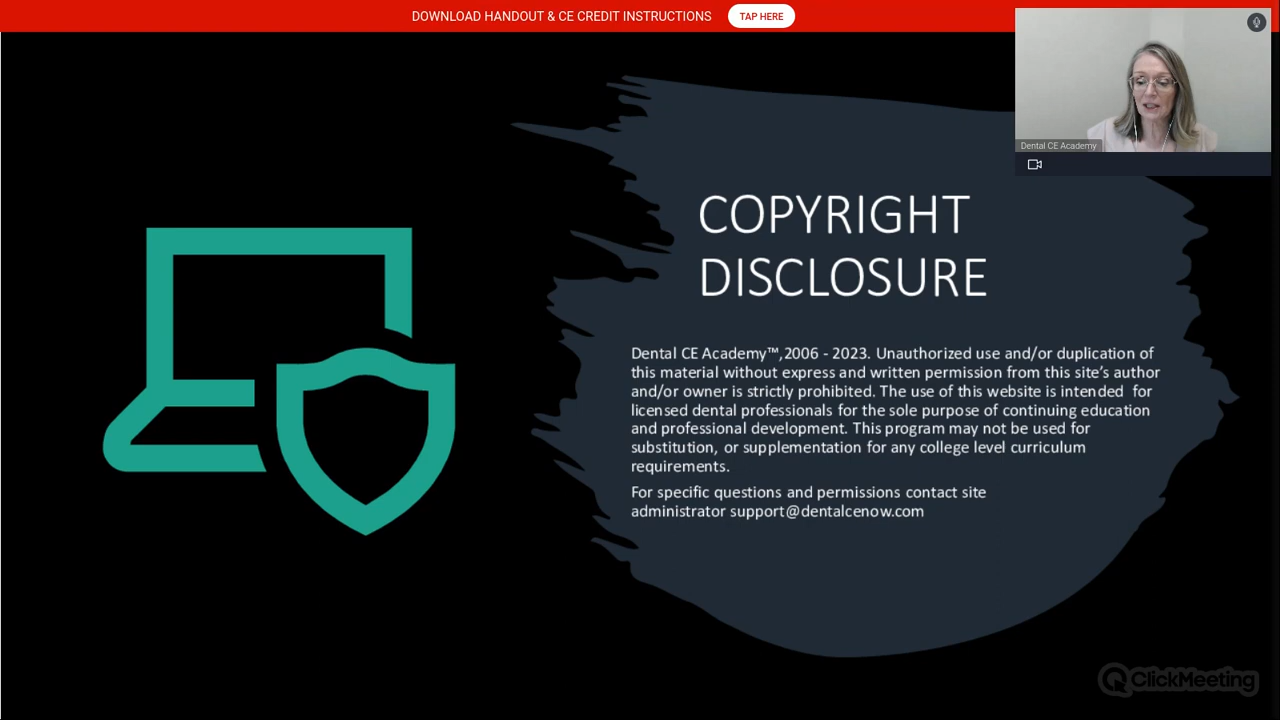 DOWNLOAD HANDOUT & CE CREDIT INSTRUCTIONS
TAP HERE
Dental CE Academy
COPYRIGHT
DISCLOSURE
Dental CE Academy™,2006 - 2023. Unauthorized use and/or duplication of
this material without express and written permission from this site's author
and/or owner is strictly prohibited. The use of this website is intended for
licensed dental professionals for the sole purpose of continuing education
and professional development. This program may not be used for
substitution, or supplementation for any college level curriculum
requirements.
For specific questions and permissions contact site
administrator support@dentalcenow.com
ClickMeeting